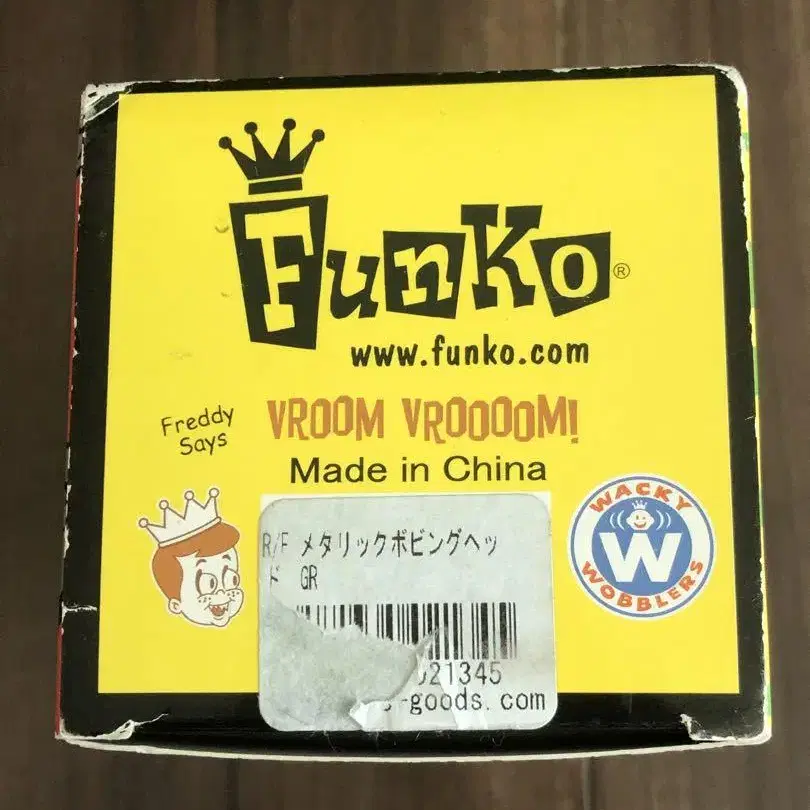 Funko®
www.funko.com
Freddy
Says
VROOM VROOOOM!
Made in China
R/F メタリックボビングヘッ
ド GR
21345
-goods.com
WACKY
W
WOBBLERS